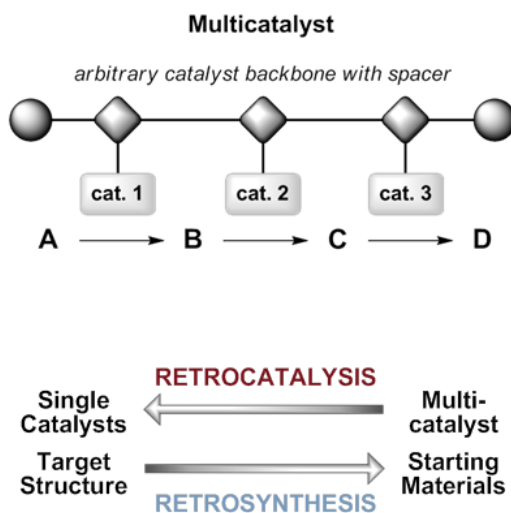 Multicatalyst
arbitrary catalyst backbone with spacer
cat. 1 cat. 2 cat. 3
A B C D
RETROCATALYSIS
Single Multi-
Catalysts catalyst
Target Starting
Structure Materials
RETROSYNTHESIS